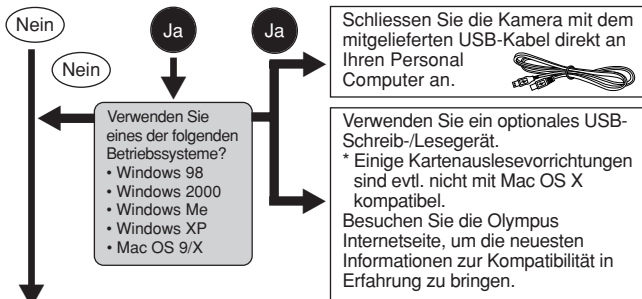 Nein
Ja
Ja
Nein
Schliessen Sie die Kamera mit dem
mitgelieferten USB-Kabel direkt an
Ihren Personal
Computer an.
Verwenden Sie
eines der folgenden
Betriebssysteme?
• Windows 98
• Windows 2000
• Windows Me
• Windows XP
• Mac OS 9/X
Verwenden Sie ein optionales USB-
Schreib-/Lesegerät.
* Einige Kartenauslesevorrichtungen
sind evtl. nicht mit Mac OS X
kompatibel.
Besuchen Sie die Olympus
Internetseite, um die neuesten
Informationen zur Kompatibilität in
Erfahrung zu bringen.